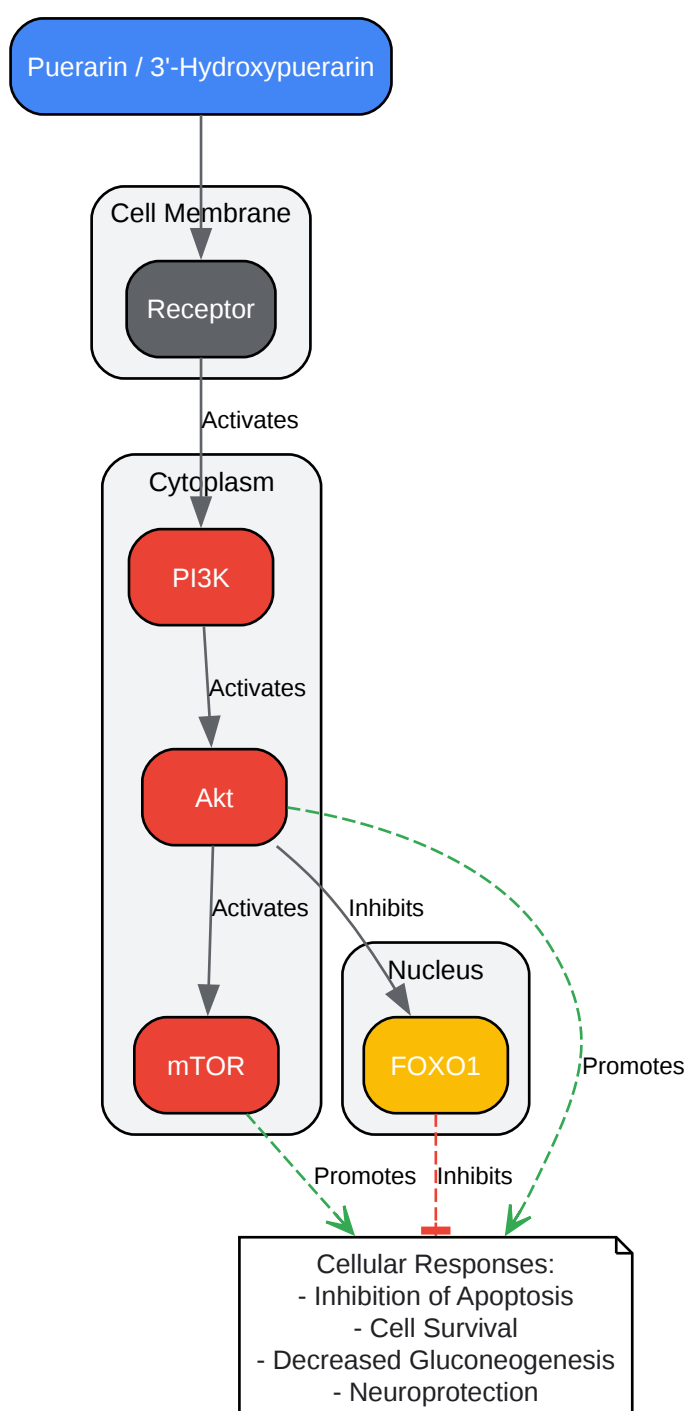 Puerarin / 3'-Hydroxypuerarin
Cell Membrane
Receptor
Activates
Cytoplasm
PI3K
Activates
Akt
Activates
Inhibits
Nucleus
mTOR
FOXO1
Promotes
Promotes
Inhibits
Cellular Responses:
- Inhibition of Apoptosis
- Cell Survival
- Decreased Gluconeogenesis
- Neuroprotection